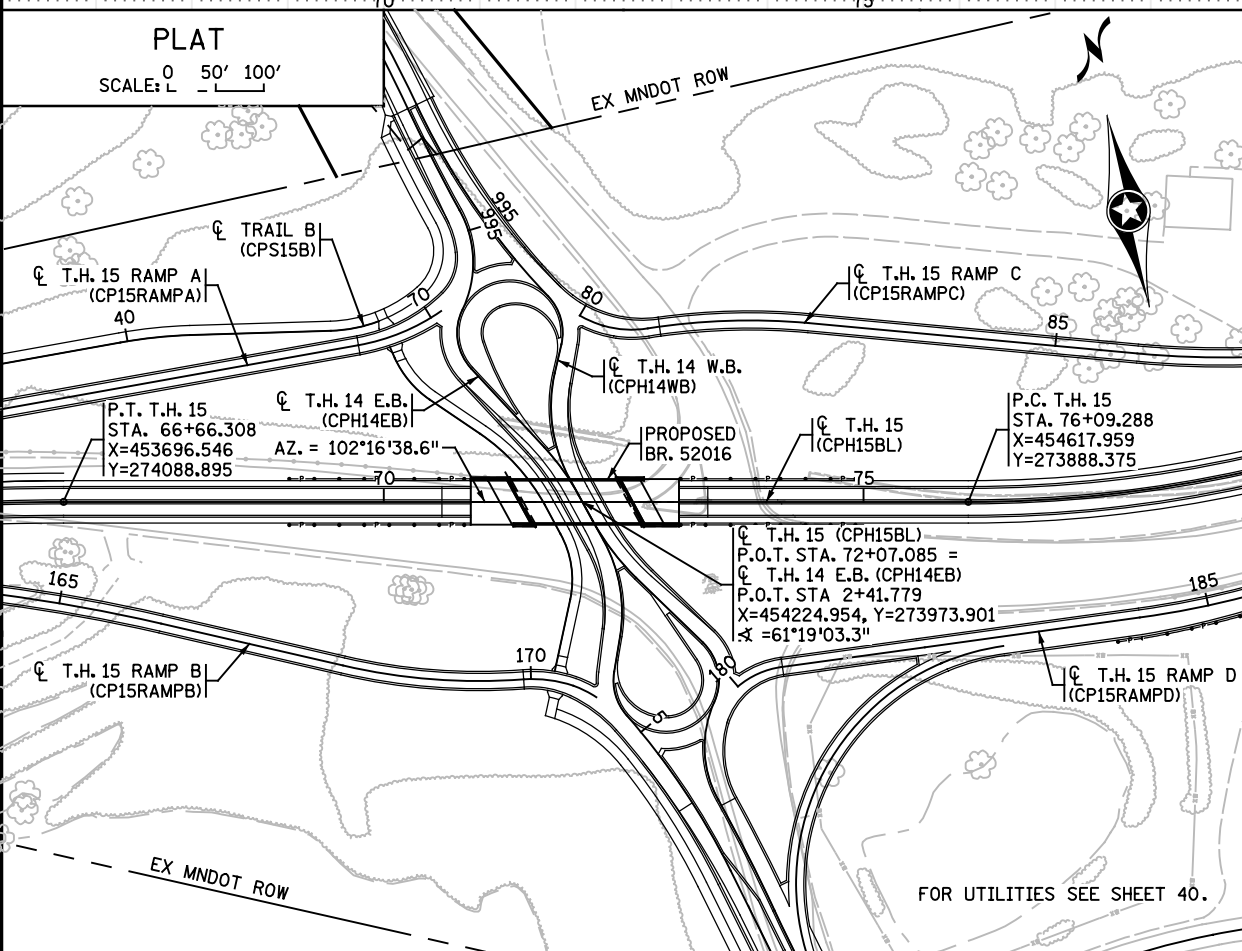 70 75
PLAT
SCALE: 0 50' 100'
EX MNDOT ROW
N
995
995
℄ TRAIL B
(CPS15B)
℄ T.H. 15 RAMP A
(CP15RAMPA)
40
70
80
℄ T.H. 15 RAMP C
(CP15RAMPC)
85
℄ T.H. 14 W.B.
(CPH14WB)
℄ T.H. 14 E.B.
(CPH14EB)
AZ. = 102°16'38.6"
P.T. T.H. 15
STA. 66+66.308
X=453696.546
Y=274088.895
PROPOSED
BR. 52016
℄ T.H. 15
(CPH15BL)
P.C. T.H. 15
STA. 76+09.288
X=454617.959
Y=273888.375
70
75
℄ T.H. 15 (CPH15BL)
P.O.T. STA. 72+07.085 =
℄ T.H. 14 E.B. (CPH14EB)
P.O.T. STA 2+41.779
X=454224.954, Y=273973.901
∡ =61°19'03.3"
165
185
170
180
℄ T.H. 15 RAMP B
(CP15RAMPB)
℄ T.H. 15 RAMP D
(CP15RAMPD)
5
EX MNDOT ROW
FOR UTILITIES SEE SHEET 40.